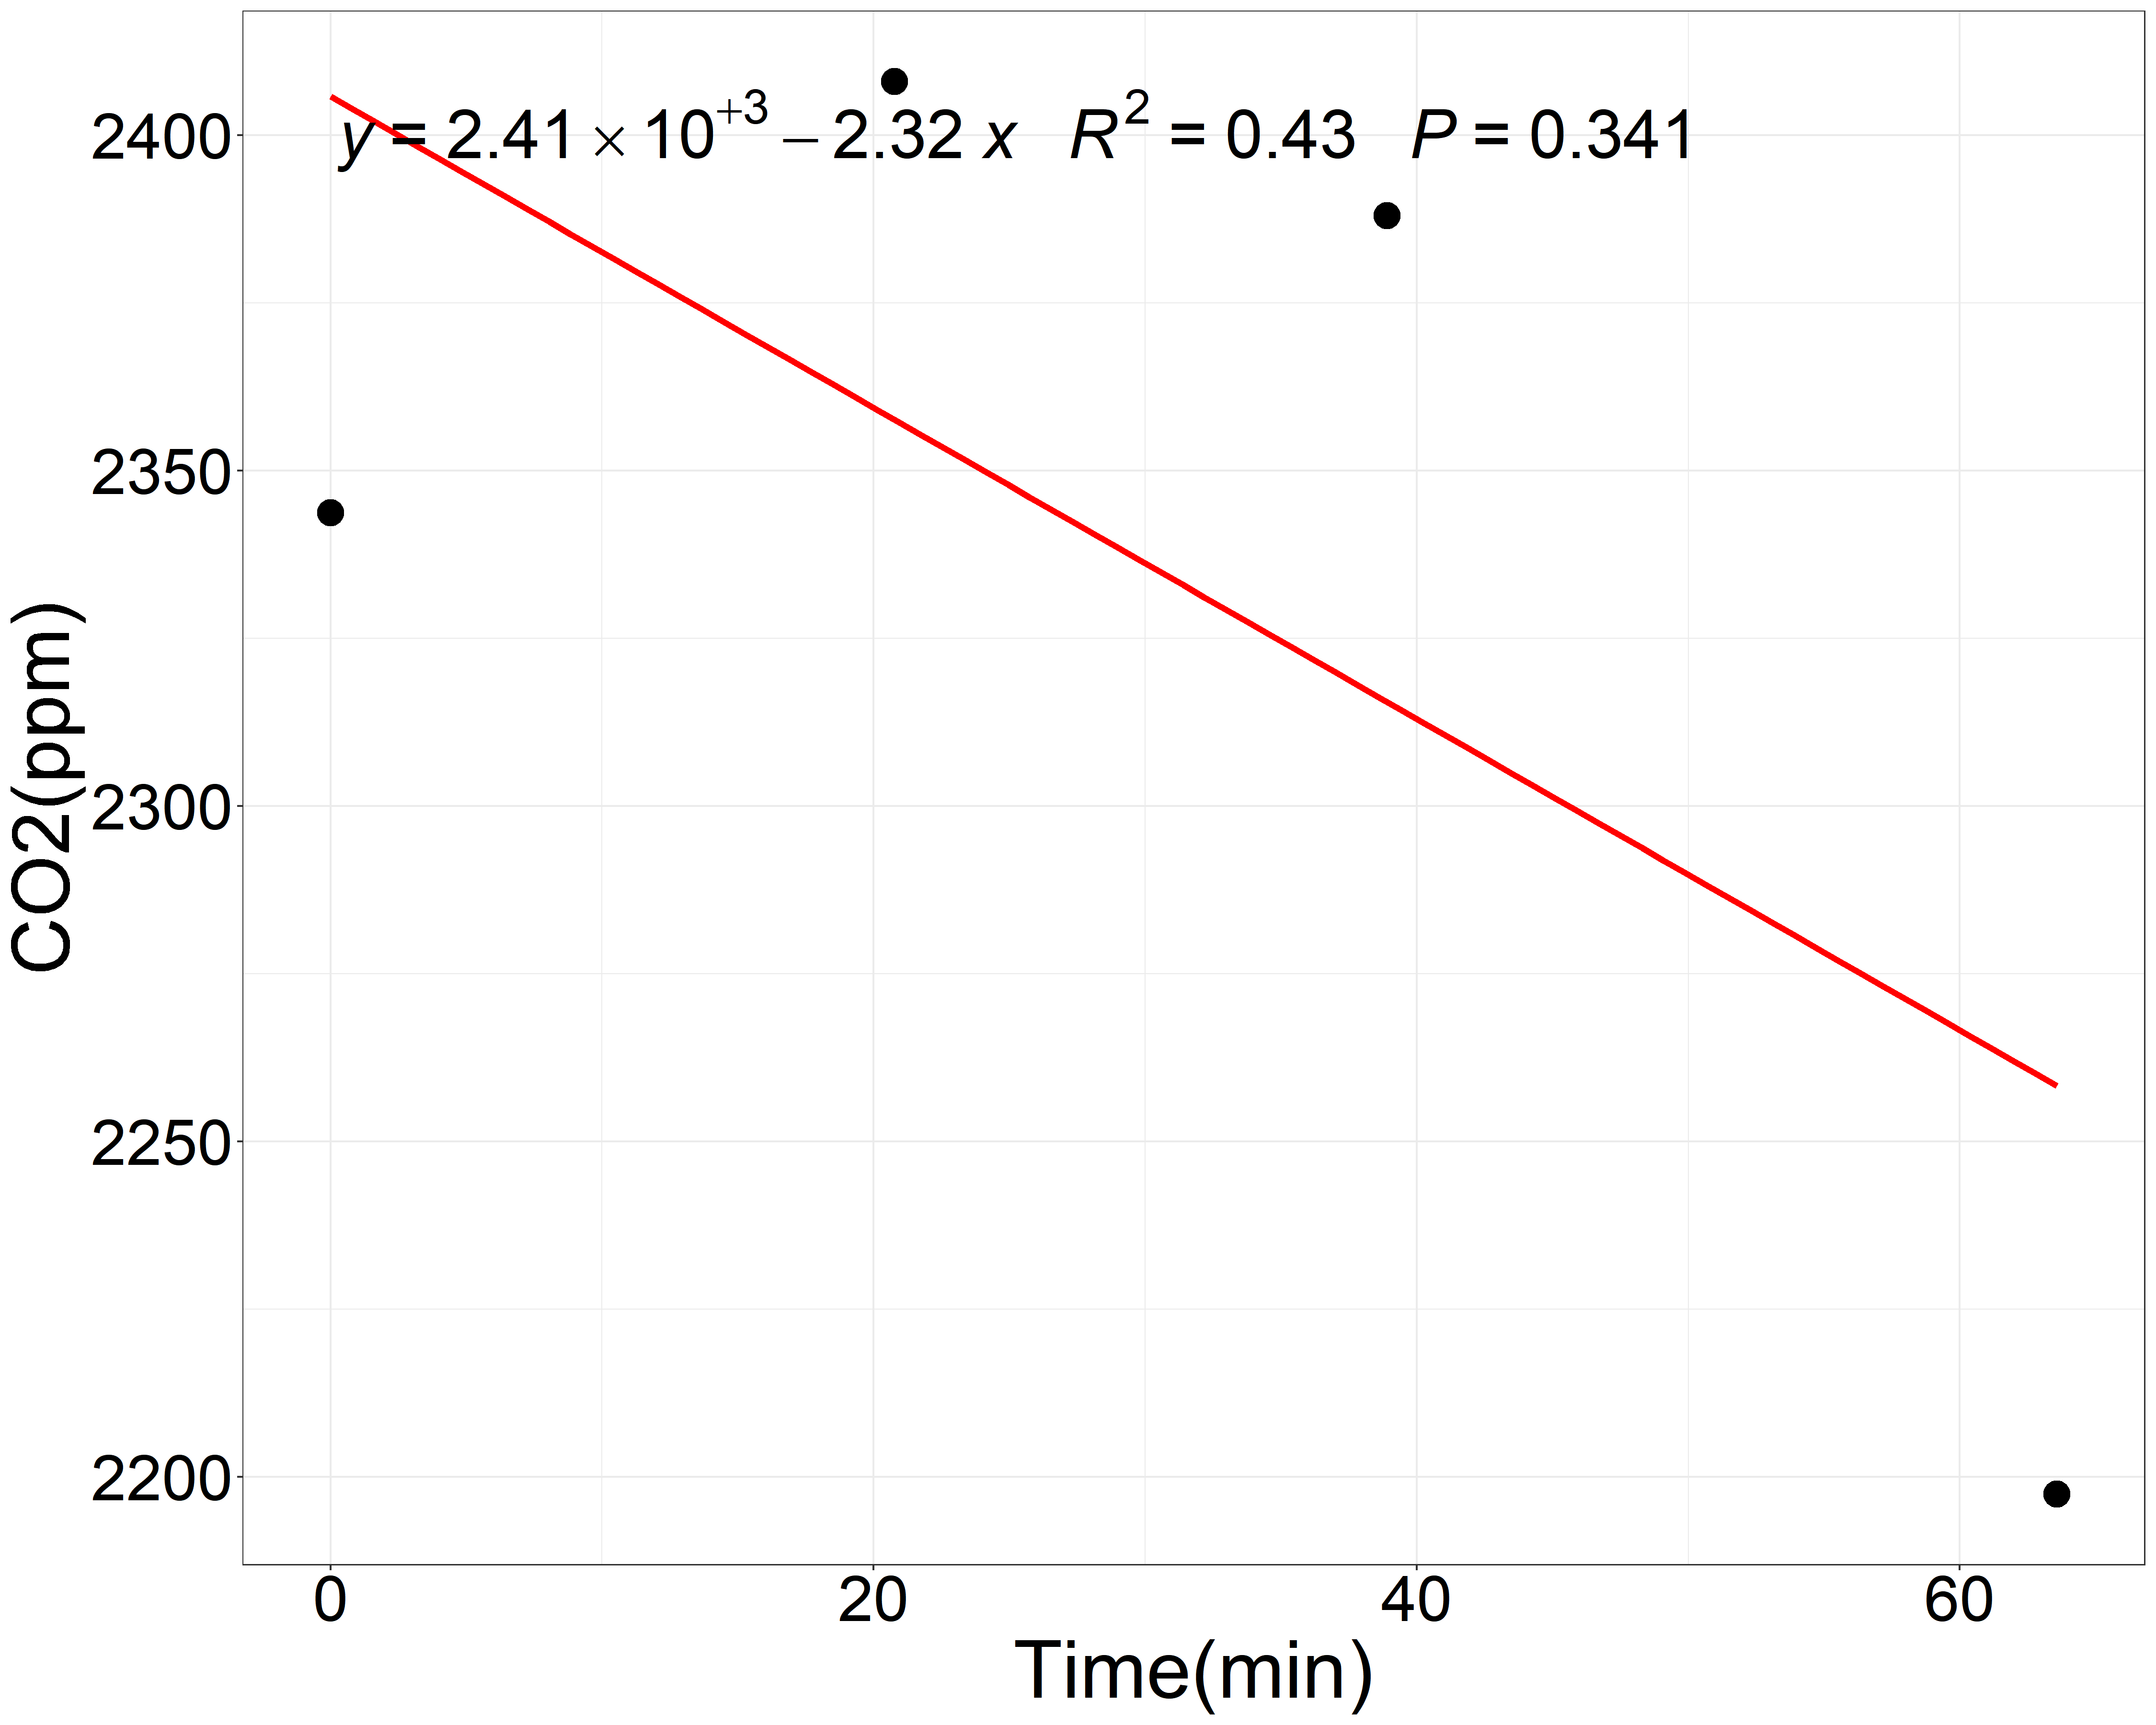 y = 2.41 × 10⁺³ − 2.32 x R² = 0.43 P = 0.341
2400
2350
2300
2250
2200
CO2(ppm)
0 20 40 60
Time(min)